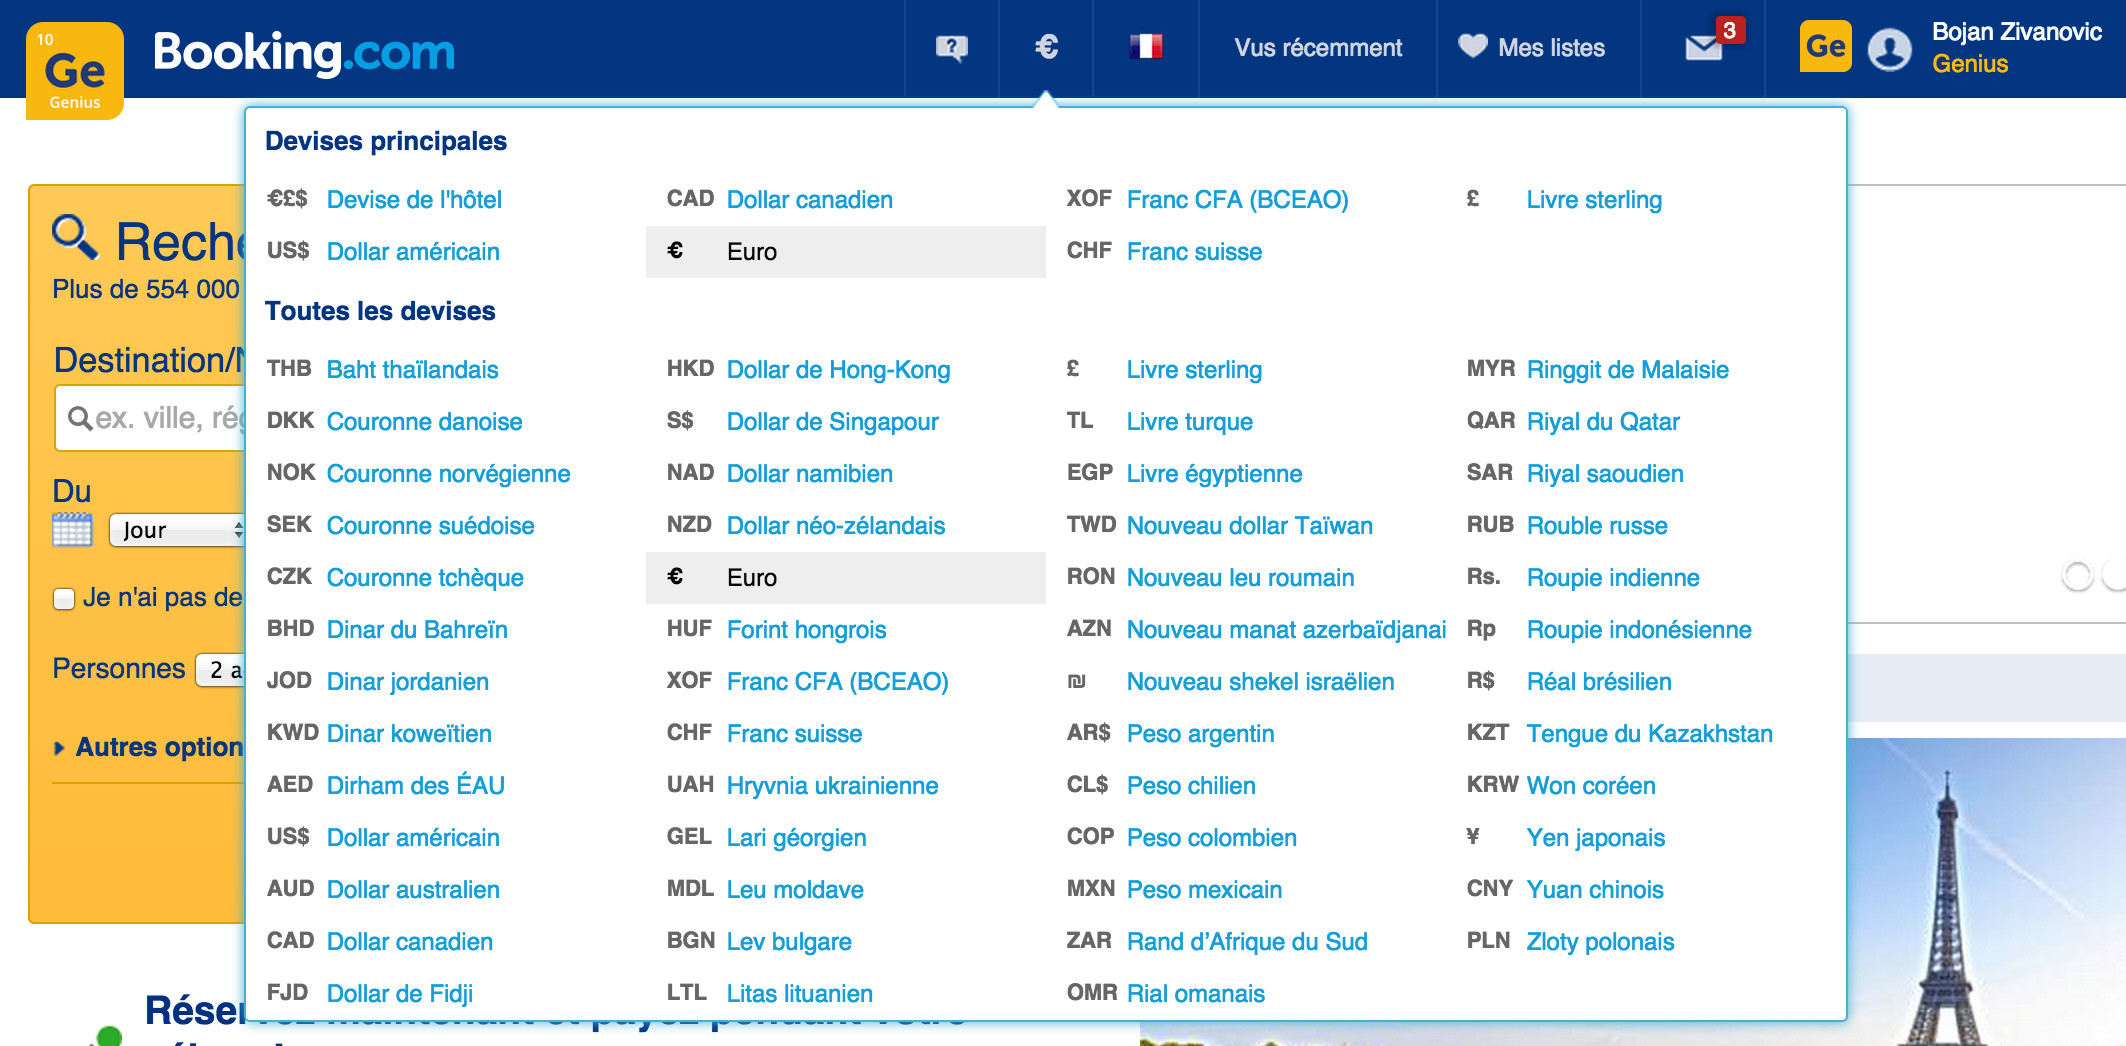 10
Ge
Genius
Booking.com
€
Vus récemment
Mes listes
3
Ge
Bojan Zivanovic
Genius
Devises principales
€£$ Devise de l'hôtel
CAD Dollar canadien
XOF Franc CFA (BCEAO)
£ Livre sterling
US$ Dollar américain
€ Euro
CHF Franc suisse
Toutes les devises
THB Baht thaïlandais
HKD Dollar de Hong-Kong
£ Livre sterling
MYR Ringgit de Malaisie
DKK Couronne danoise
S$ Dollar de Singapour
TL Livre turque
QAR Riyal du Qatar
NOK Couronne norvégienne
NAD Dollar namibien
EGP Livre égyptienne
SAR Riyal saoudien
SEK Couronne suédoise
NZD Dollar néo-zélandais
TWD Nouveau dollar Taïwan
RUB Rouble russe
CZK Couronne tchèque
€ Euro
RON Nouveau leu roumain
Rs. Roupie indienne
BHD Dinar du Bahreïn
HUF Forint hongrois
AZN Nouveau manat azerbaïdjanai
Rp Roupie indonésienne
JOD Dinar jordanien
XOF Franc CFA (BCEAO)
₪ Nouveau shekel israëlien
R$ Réal brésilien
KWD Dinar koweïtien
CHF Franc suisse
AR$ Peso argentin
KZT Tengue du Kazakhstan
AED Dirham des ÉAU
UAH Hryvnia ukrainienne
CL$ Peso chilien
KRW Won coréen
US$ Dollar américain
GEL Lari géorgien
COP Peso colombien
¥ Yen japonais
AUD Dollar australien
MDL Leu moldave
MXN Peso mexicain
CNY Yuan chinois
CAD Dollar canadien
BGN Lev bulgare
ZAR Rand d’Afrique du Sud
PLN Zloty polonais
FJD Dollar de Fidji
LTL Litas lituanien
OMR Rial omanais
Reche
Plus de 554 000
Destination/
ex. ville, rég
Du
Jour
Je n'ai pas de
Personnes 2 a
Autres option
Réservez maintenant et payez pendant votre